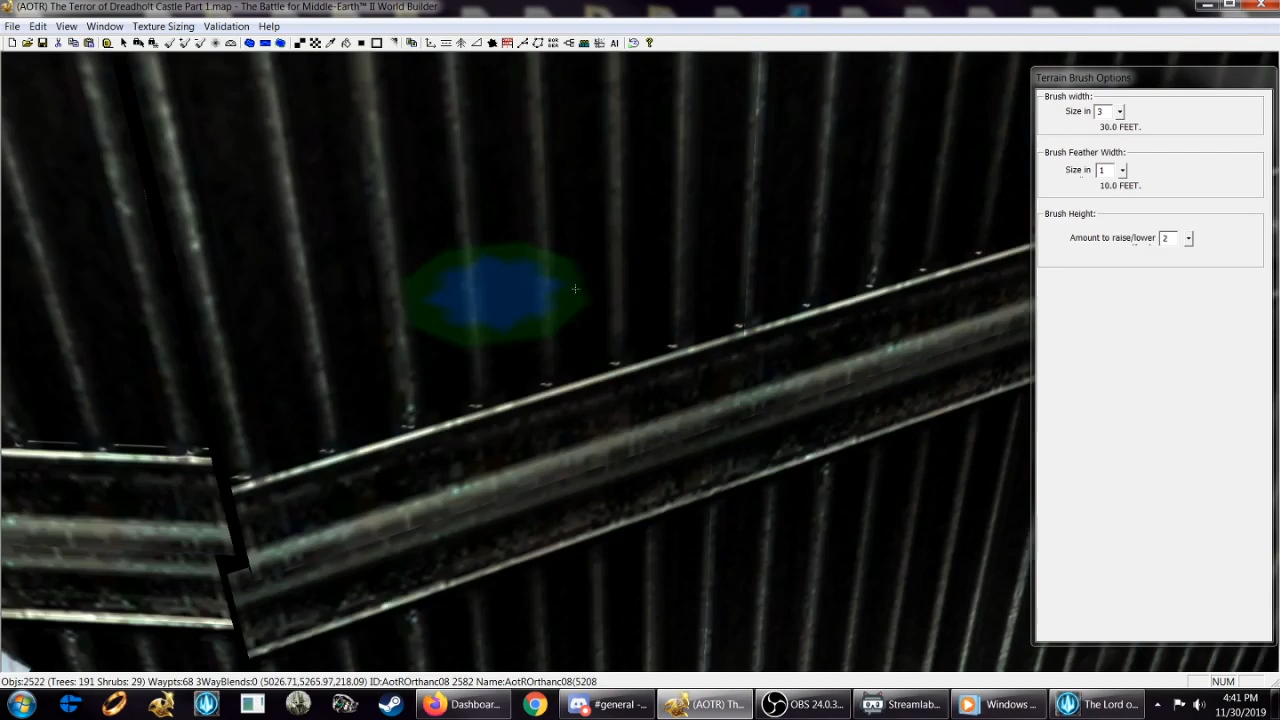 (AOTR) The Terror of Dreadholt Castle Part 1.map - The Battle for Middle-Earth™ II World Builder
File Edit View Window Texture Sizing Validation Help
AI
Terrain Brush Options
Brush width:
Size in 3
30.0 FEET.
Brush Feather Width:
Size in 1
10.0 FEET.
Brush Height:
Amount to raise/lower 2
Objs:2522 (Trees: 191 Shrubs: 29) Waypts:68 3WayBlends:0 (5026.71,5265.97,218.09) ID:AotROrthanc08 2582 Name:AotROrthanc08(5208
NUM
Dashboar...
#general -...
(AOTR) Th...
OBS 24.0.3...
Streamlab...
Windows ...
The Lord o...
4:41 PM
11/30/2019